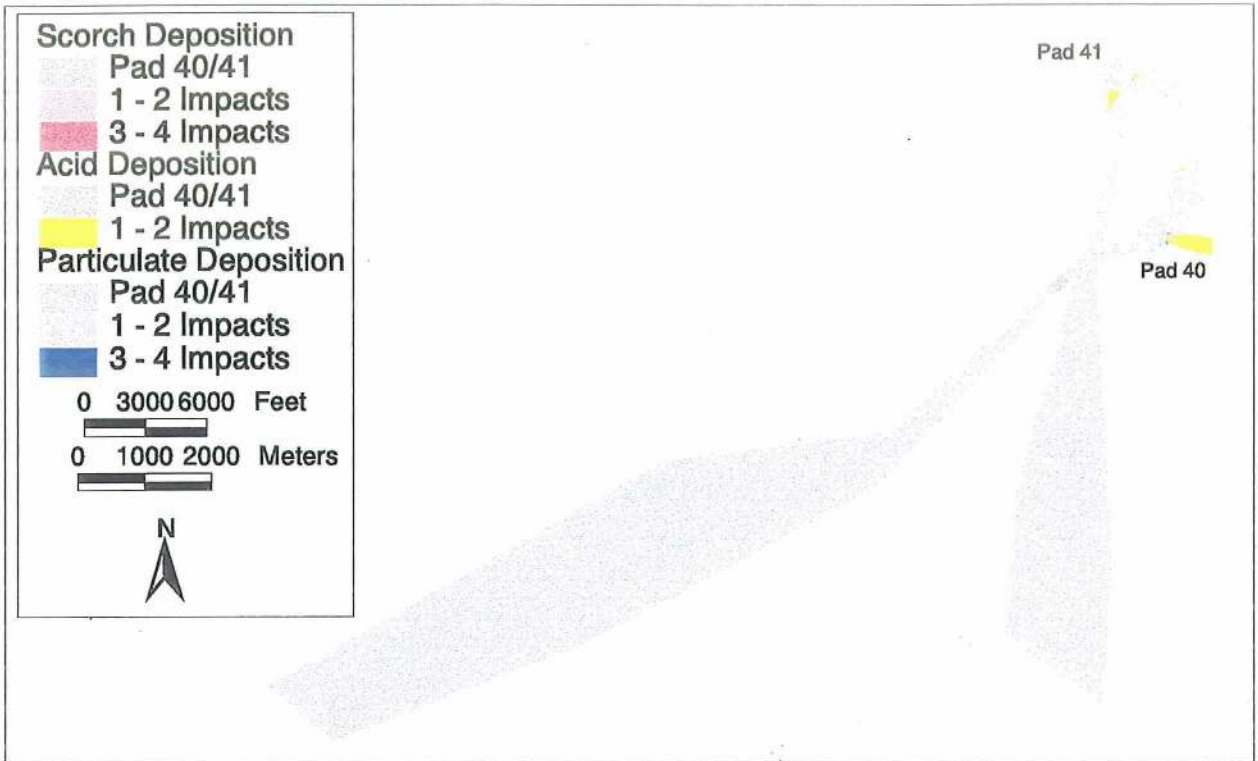 Scorch Deposition
Pad 40/41
1 - 2 Impacts
3 - 4 Impacts
Acid Deposition
Pad 40/41
1 - 2 Impacts
Particulate Deposition
Pad 40/41
1 - 2 Impacts
3 - 4 Impacts
0 3000 6000 Feet
0 1000 2000 Meters
N
Pad 41
Pad 40